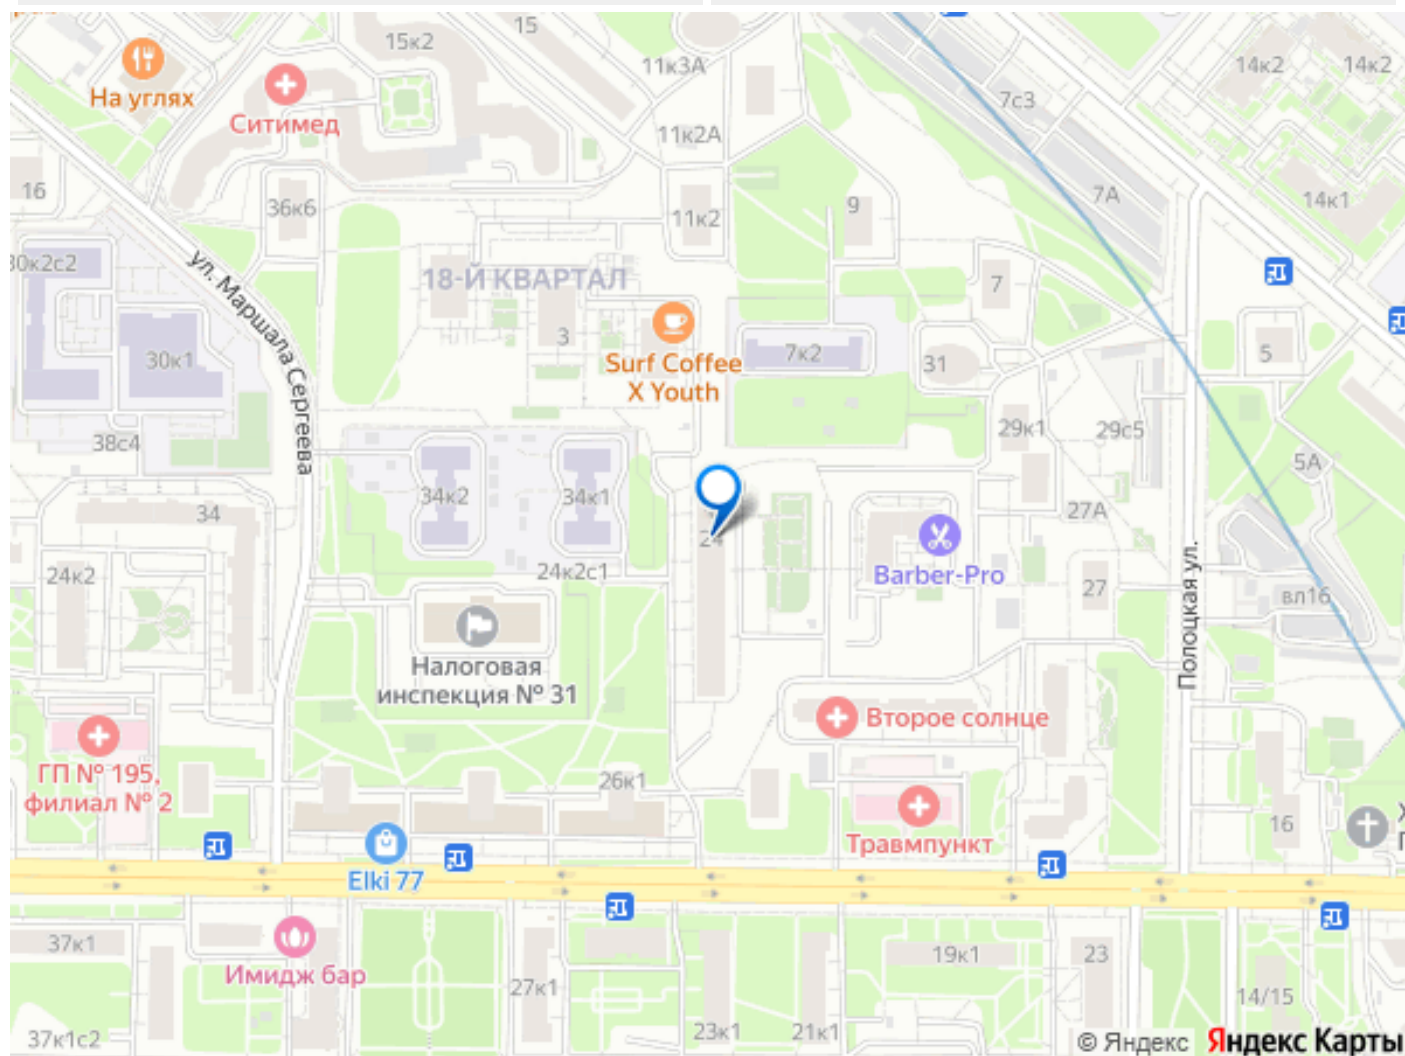 15к2
15
11к3А
7с3
14к2
14к2
На углях
Ситимед
11к2А
16
36к6
11к2
9
7А
14к1
30к2с2
ул. Маршала Сергеева
18-Й КВАРТАЛ
7
3
30к1
Surf Coffee
X Youth
7к2
31
5
38с4
29к1
29с5
5А
34к2
34к1
34
24
27А
24к2
24к2с1
Barber-Pro
27
вл16
Полоцкая ул.
Налоговая
инспекция № 31
Второе солнце
ГП № 195,
филиал № 2
26к1
Травмпункт
16
Elki 77
37к1
Имидж бар
27к1
19к1
23
14/15
37к1с2
23к1
21к1
© Яндекс Яндекс Карты